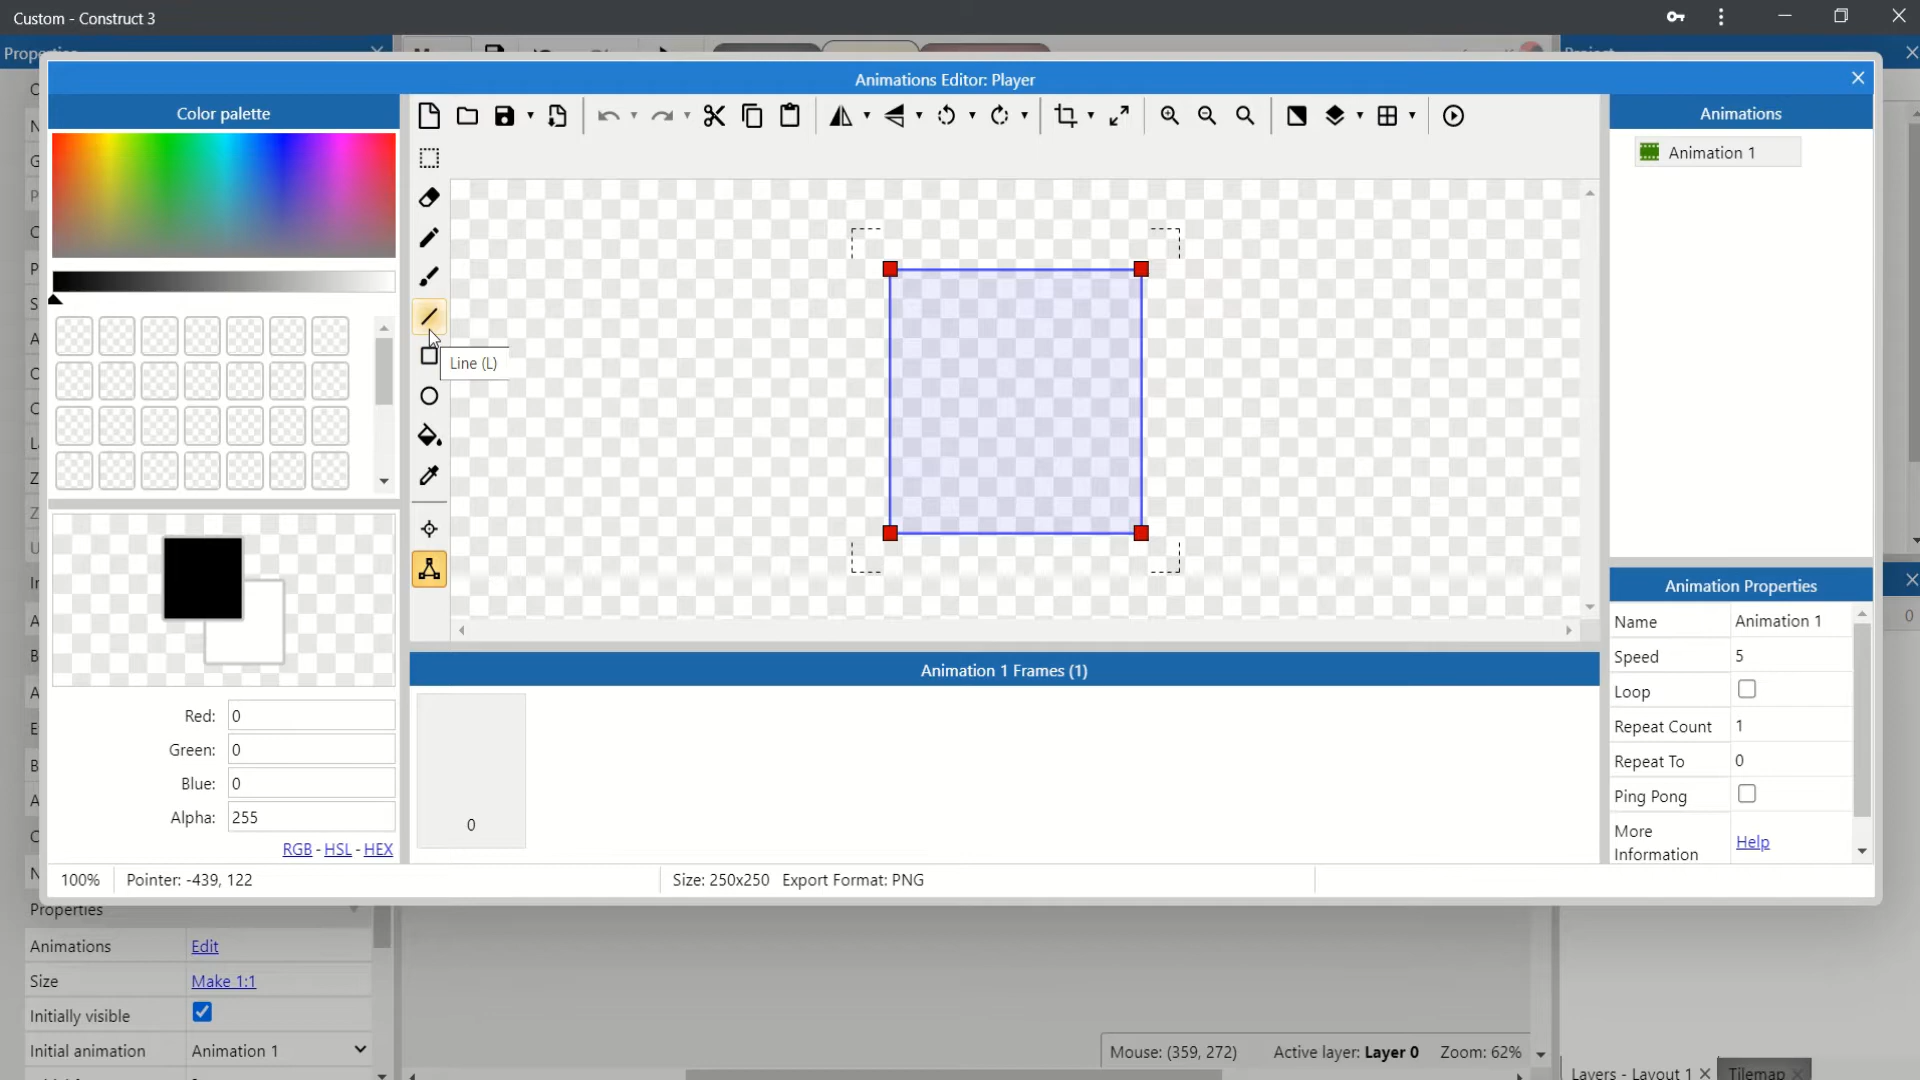 Custom - Construct 3
Animations Editor: Player
Color palette
Animations
Animation 1
Line (L)
Animation Properties
Name Animation 1
Speed 5
Loop
Repeat Count 1
Repeat To 0
Ping Pong
More Information Help
Animation 1 Frames (1)
0
Red: 0
Green: 0
Blue: 0
Alpha: 255
RGB - HSL - HEX
100% Pointer: -439, 122 Size: 250x250 Export Format: PNG
0
Properties
Animations Edit
Size Make 1:1
Initially visible
Initial animation Animation 1
Mouse: (359, 272) Active layer: Layer 0 Zoom: 62%
Layers - Layout 1 Tilemap